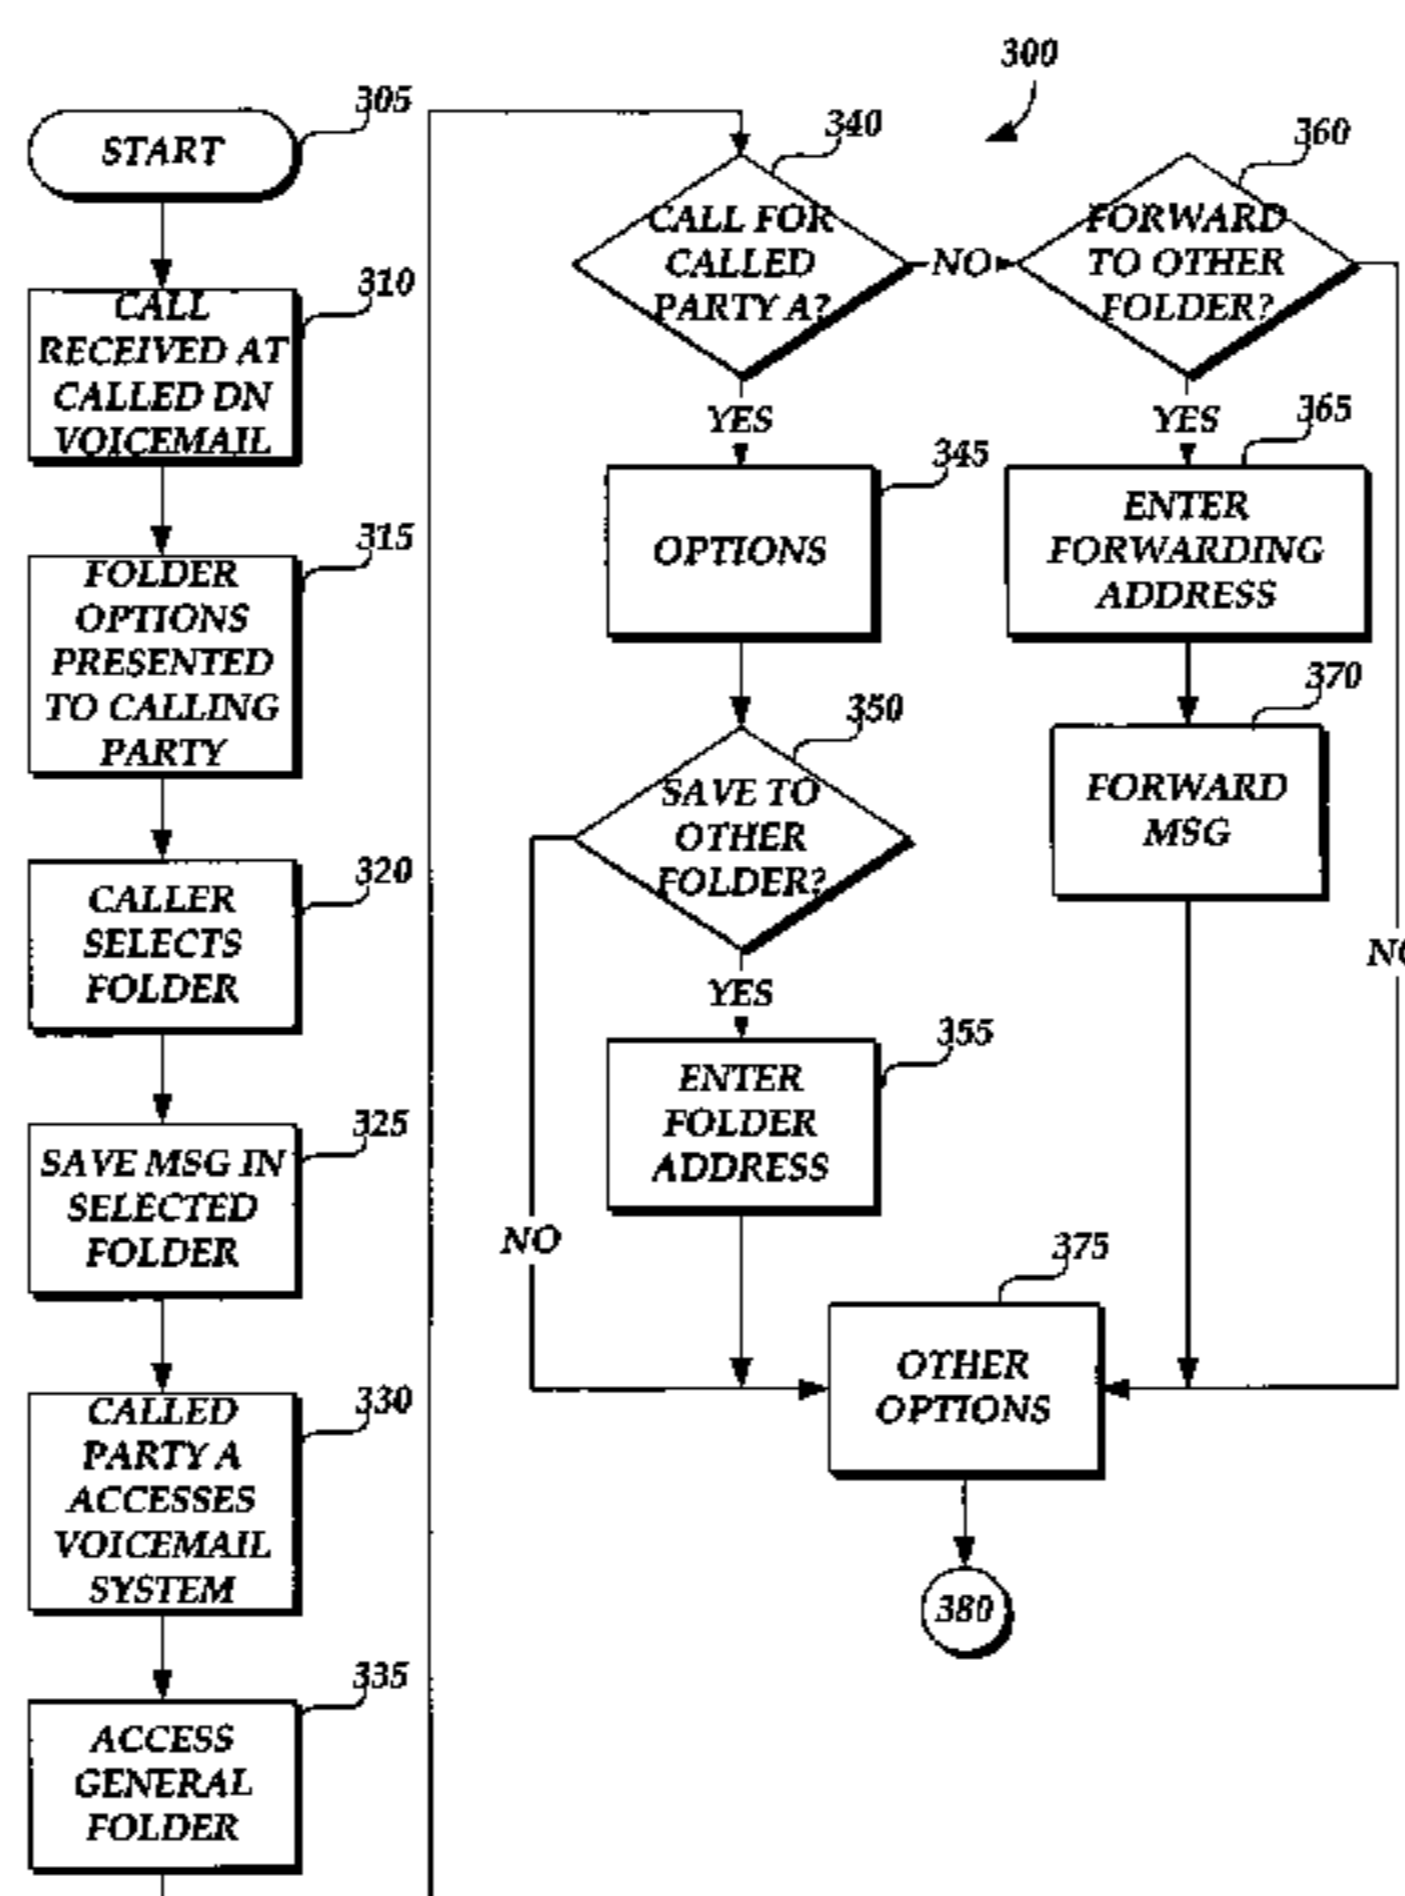 300
305
START
310
CALL
RECEIVED AT
CALLED DN
VOICEMAIL
315
FOLDER
OPTIONS
PRESENTED
TO CALLING
PARTY
320
CALLER
SELECTS
FOLDER
325
SAVE MSG IN
SELECTED
FOLDER
330
CALLED
PARTY A
ACCESSES
VOICEMAIL
SYSTEM
335
ACCESS
GENERAL
FOLDER
340
CALL FOR
CALLED
PARTY A?
NO
YES
345
OPTIONS
350
SAVE TO
OTHER
FOLDER?
YES
NO
355
ENTER
FOLDER
ADDRESS
360
FORWARD
TO OTHER
FOLDER?
YES
NO
365
ENTER
FORWARDING
ADDRESS
370
FORWARD
MSG
375
OTHER
OPTIONS
380